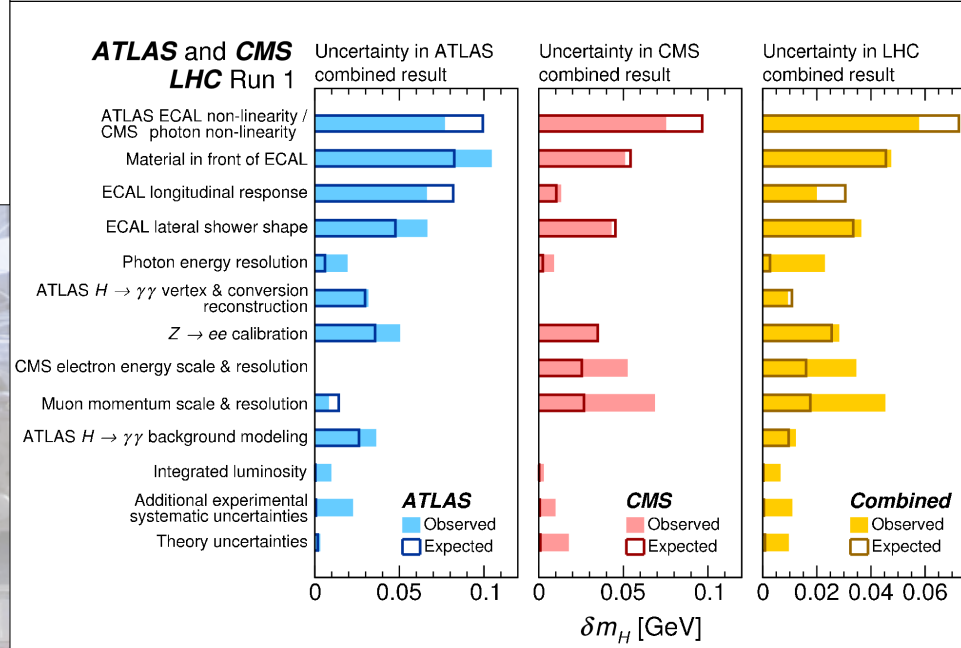 ATLAS and CMS
LHC Run 1
Uncertainty in ATLAS
combined result
Uncertainty in CMS
combined result
Uncertainty in LHC
combined result
ATLAS ECAL non-linearity /
CMS photon non-linearity
Material in front of ECAL
ECAL longitudinal response
ECAL lateral shower shape
Photon energy resolution
ATLAS H → γγ vertex & conversion
reconstruction
Z → ee calibration
CMS electron energy scale & resolution
Muon momentum scale & resolution
ATLAS H → γγ background modeling
Integrated luminosity
Additional experimental
systematic uncertainties
Theory uncertainties
ATLAS
Observed
Expected
CMS
Observed
Expected
Combined
Observed
Expected
0 0.05 0.1
0 0.05 0.1
0 0.02 0.04 0.06
δm_H [GeV]